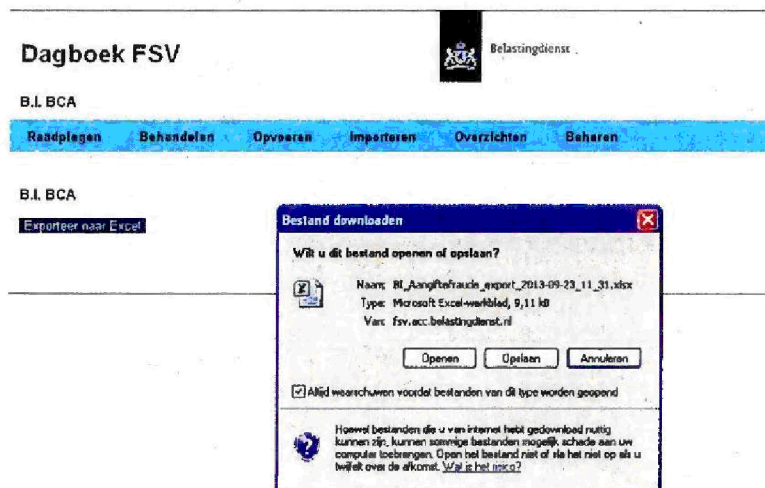 Dagboek FSV
Belastingdienst
B.I. BCA
Raadplegen Behandelen Opvoeren Importeren Overzichten Beheren
B.I. BCA
Exporteer naar Excel
Bestand downloaden
Wilt u dit bestand openen of opslaan?
Naam: BI_Aangiftefraude_export_2013-09-23_11_31.xlsx
Type: Microsoft Excel-werkblad, 9,11 kB
Van: fsv.acc.belastingdienst.nl
Openen Opslaan Annuleren
Altijd waarschuwen voordat bestanden van dit type worden geopend
Hoewel bestanden die u van internet hebt gedownload nuttig
kunnen zijn, kunnen sommige bestanden mogelijk schade aan uw
computer toebrengen. Open het bestand niet of sla het niet op als u
twijfelt over de afkomst. Wat is het risico?